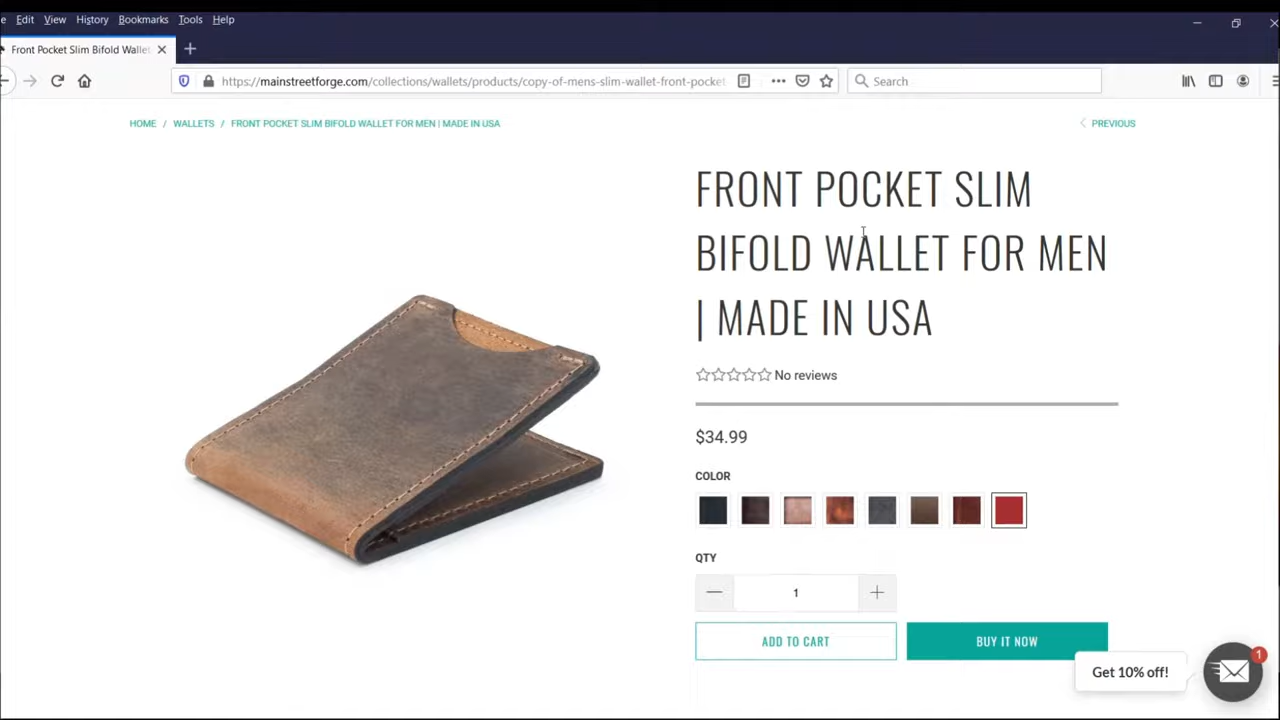 Edit View History Bookmarks Tools Help
Front Pocket Slim Bifold Wallet
https://mainstreetforge.com/collections/wallets/products/copy-of-mens-slim-wallet-front-pocket
Search
HOME / WALLETS / FRONT POCKET SLIM BIFOLD WALLET FOR MEN | MADE IN USA
PREVIOUS
FRONT POCKET SLIM
BIFOLD WALLET FOR MEN
| MADE IN USA
No reviews
$34.99
COLOR
QTY
1
ADD TO CART
BUY IT NOW
Get 10% off!
1